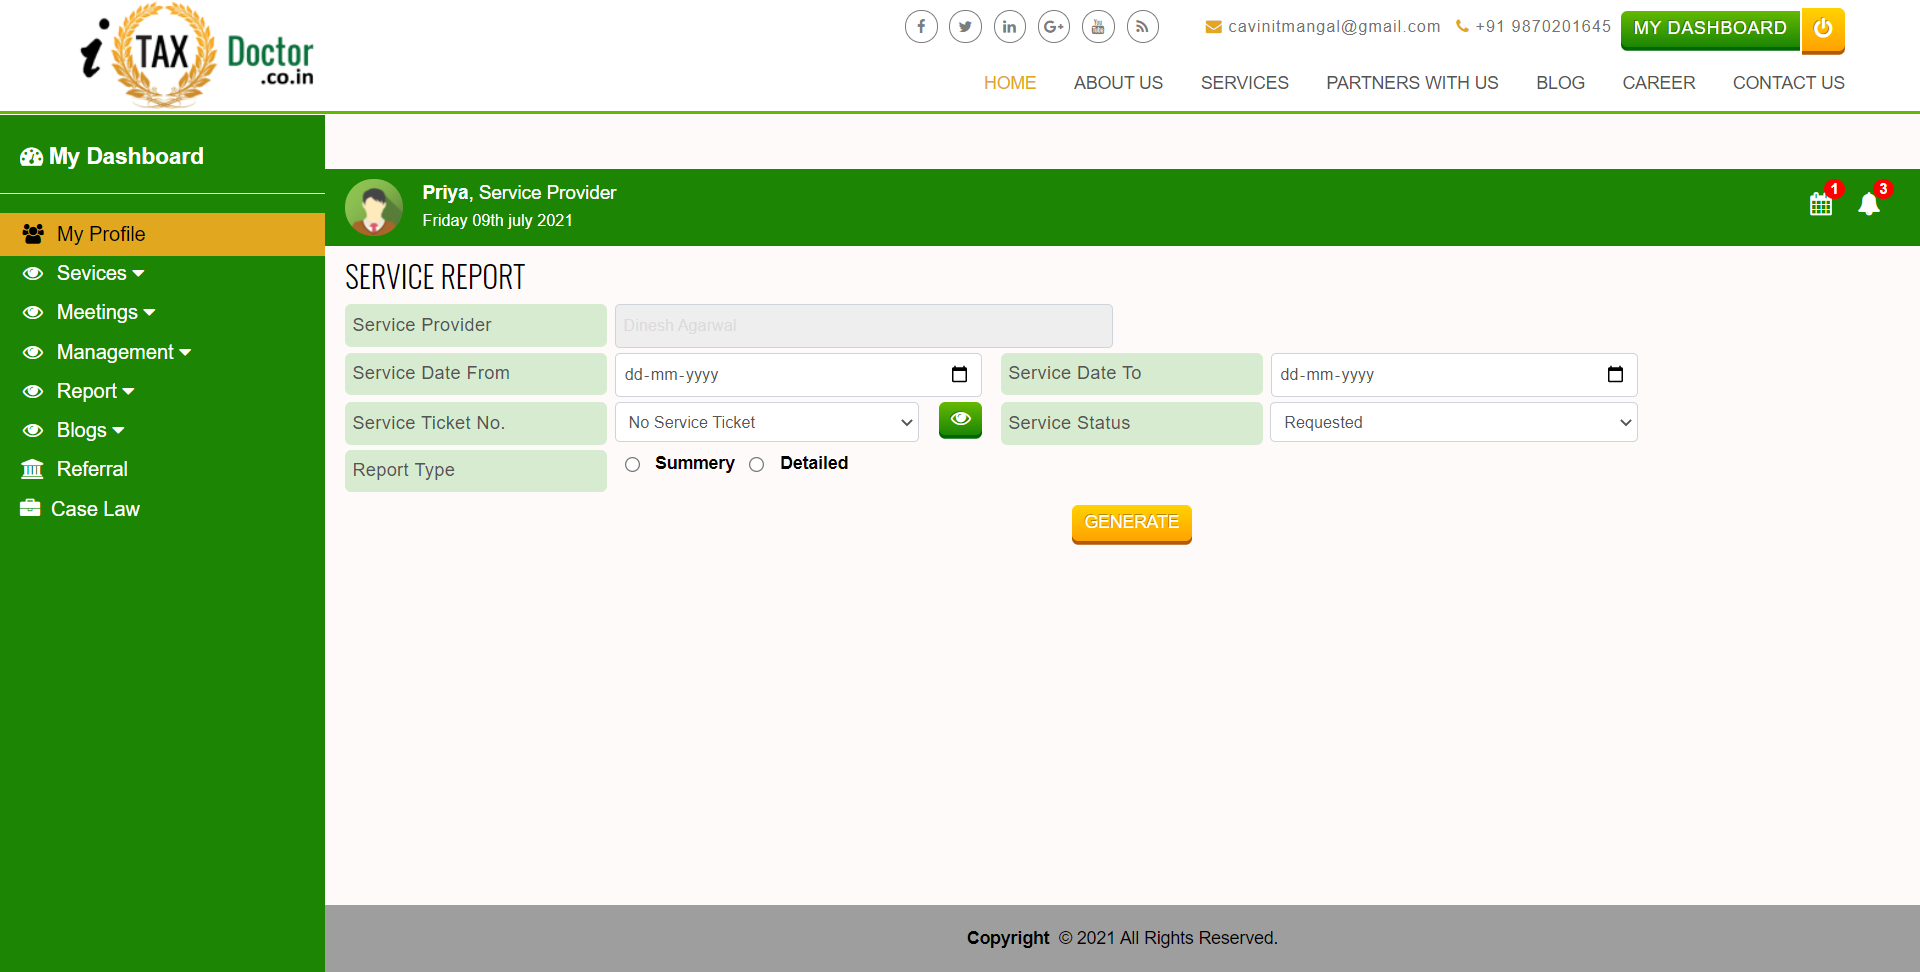 i TAX Doctor
.co.in
cavinitmangal@gmail.com +91 9870201645 MY DASHBOARD
HOME ABOUT US SERVICES PARTNERS WITH US BLOG CAREER CONTACT US
My Dashboard
My Profile
Sevices
Meetings
Management
Report
Blogs
Referral
Case Law
Priya, Service Provider
Friday 09th july 2021
1
3
SERVICE REPORT
Service Provider Dinesh Agarwal
Service Date From dd-mm-yyyy Service Date To dd-mm-yyyy
Service Ticket No. No Service Ticket Service Status Requested
Report Type Summery Detailed
GENERATE
Copyright © 2021 All Rights Reserved.